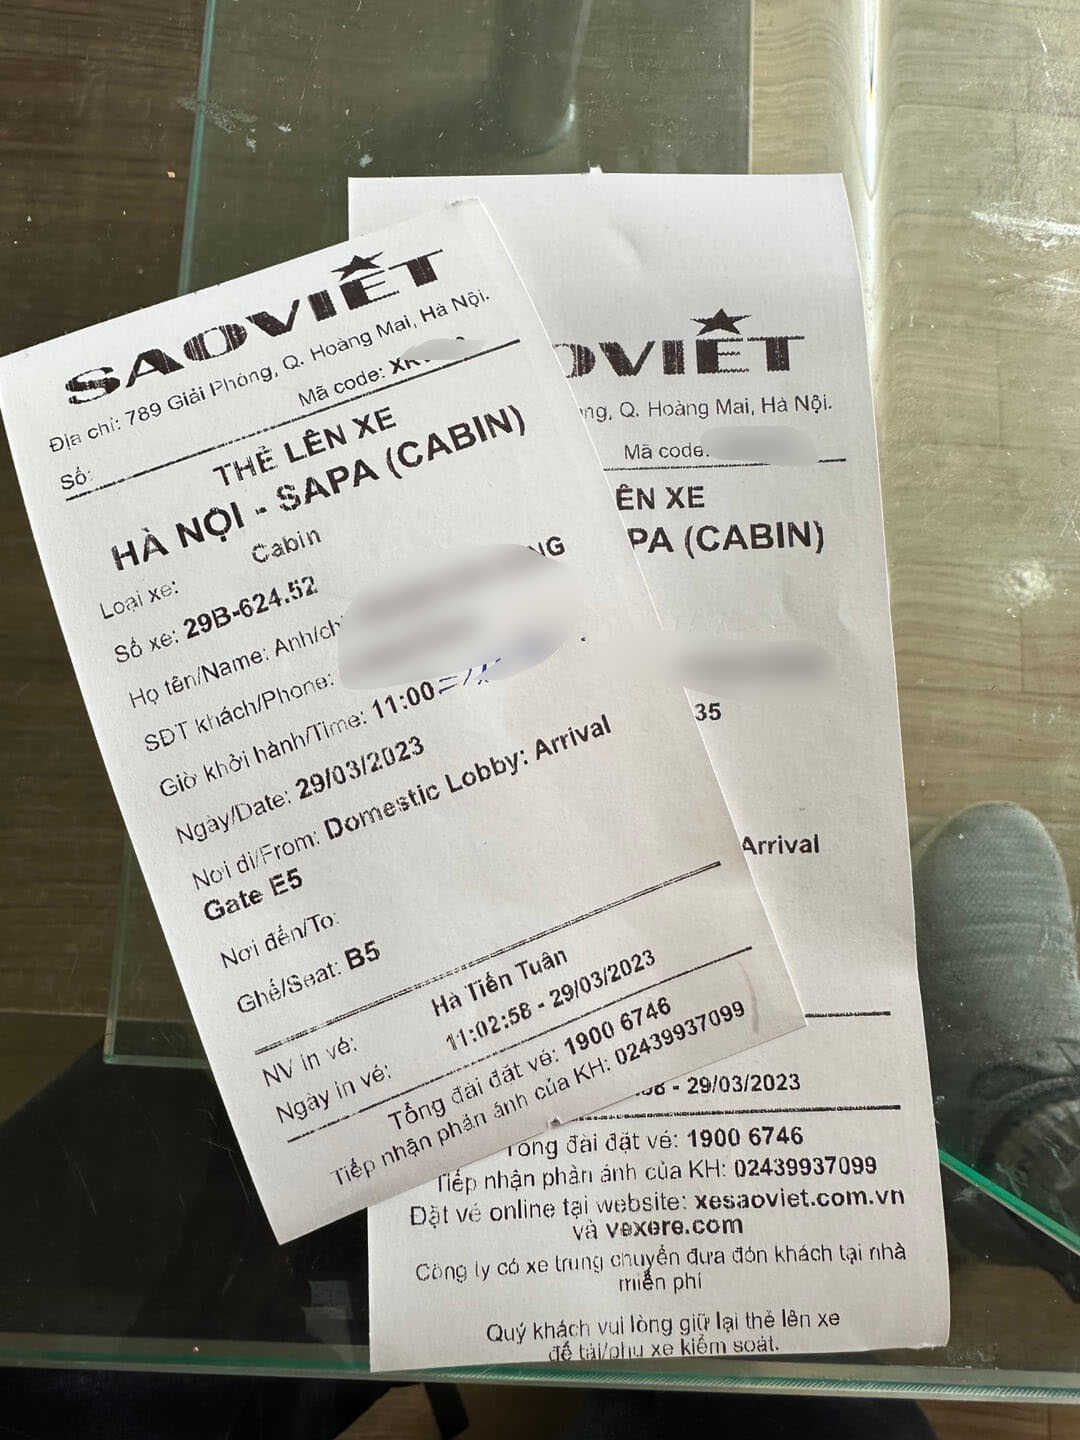 SAOVIỆT
Địa chỉ: 789 Giải Phóng, Q. Hoàng Mai, Hà Nội.
Số:
Mã code:
THẺ LÊN XE
HÀ NỘI - SAPA (CABIN)
Loại xe: Cabin
Số xe: 29B-624.52
Họ tên/Name: Anh/chị
SĐT khách/Phone:
Giờ khởi hành/Time: 11:00
Ngày/Date: 29/03/2023
Nơi đi/From: Domestic Lobby: Arrival
Gate E5
Nơi đến/To:
Ghế/Seat: B5
NV in vé: Hà Tiến Tuân
Ngày in vé: 11:02:58 - 29/03/2023
Tổng đài đặt vé: 1900 6746
Tiếp nhận phản ánh của KH: 02439937099
OVIỆT
Q. Hoàng Mai, Hà Nội.
Mã code.
ÊN XE
PA (CABIN)
35
Arrival
- 29/03/2023
Tổng đài đặt vé: 1900 6746
Tiếp nhận phản ánh của KH: 02439937099
Đặt vé online tại website: xesaoviet.com.vn
và vexere.com
Công ty có xe trung chuyển đưa đón khách tại nhà
miễn phí
Quý khách vui lòng giữ lại thẻ lên xe
để tài/phụ xe kiểm soát.